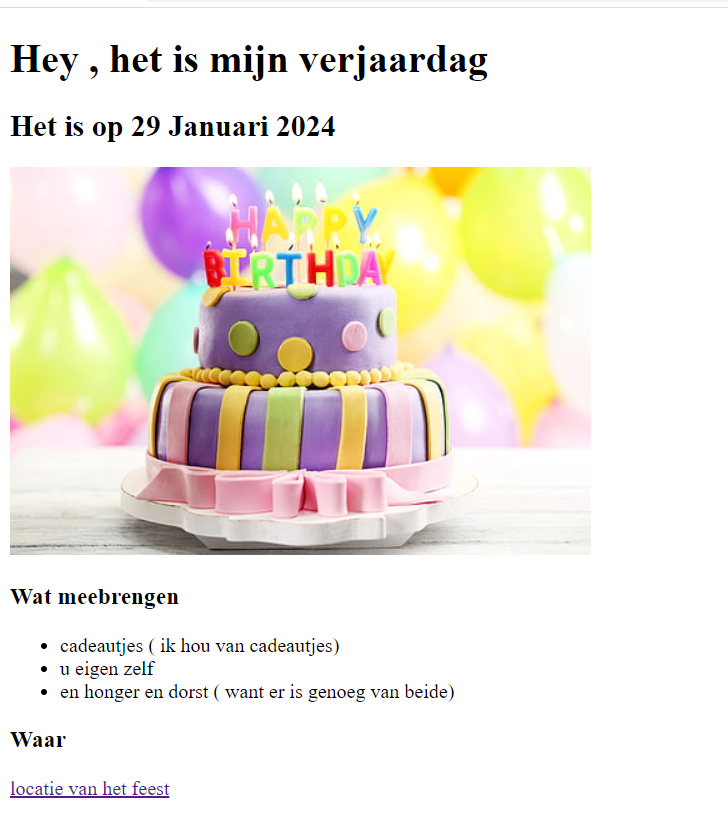 Hey , het is mijn verjaardag
Het is op 29 Januari 2024
HAPPY
BIRTHDAY
Wat meebrengen
cadeautjes ( ik hou van cadeautjes)
u eigen zelf
en honger en dorst ( want er is genoeg van beide)
Waar
locatie van het feest